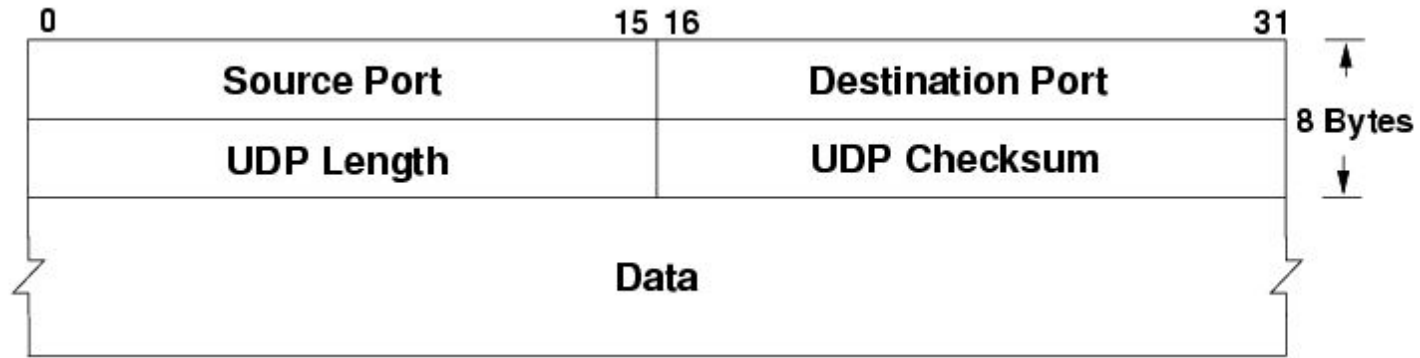 0 15 16 31
Source Port Destination Port
8 Bytes
UDP Length UDP Checksum
Data